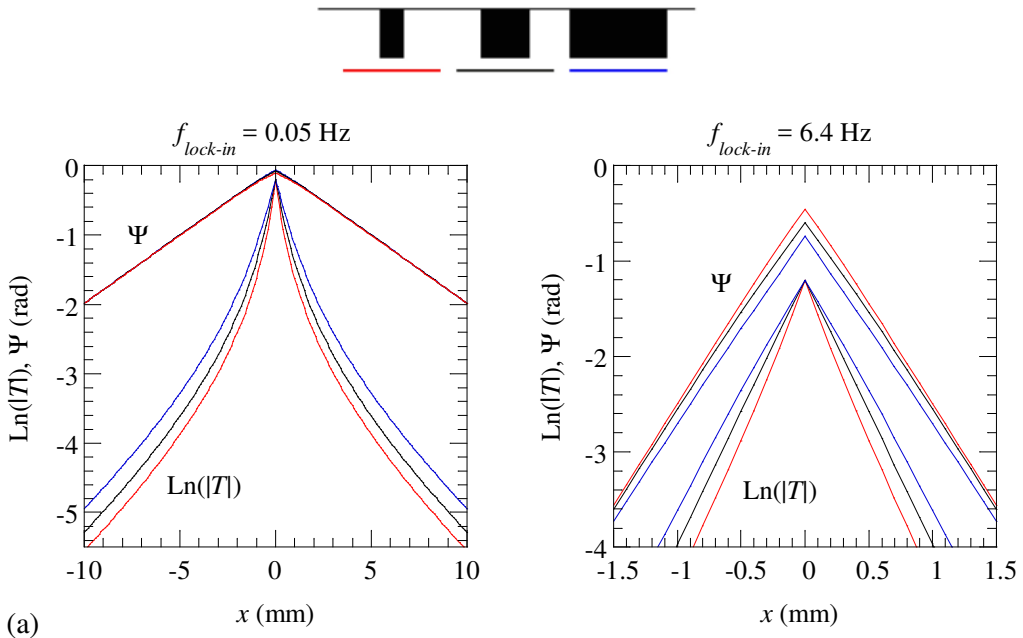 f_lock-in = 0.05 Hz
0
-1
-2
-3
-4
-5
Ψ
Ln(|T|)
-10
-5
0
5
10
Ln(|T|), Ψ (rad)
x (mm)
f_lock-in = 6.4 Hz
0
-1
-2
-3
-4
Ψ
Ln(|T|)
-1.5
-1
-0.5
0
0.5
1
1.5
Ln(|T|), Ψ (rad)
x (mm)
(a)